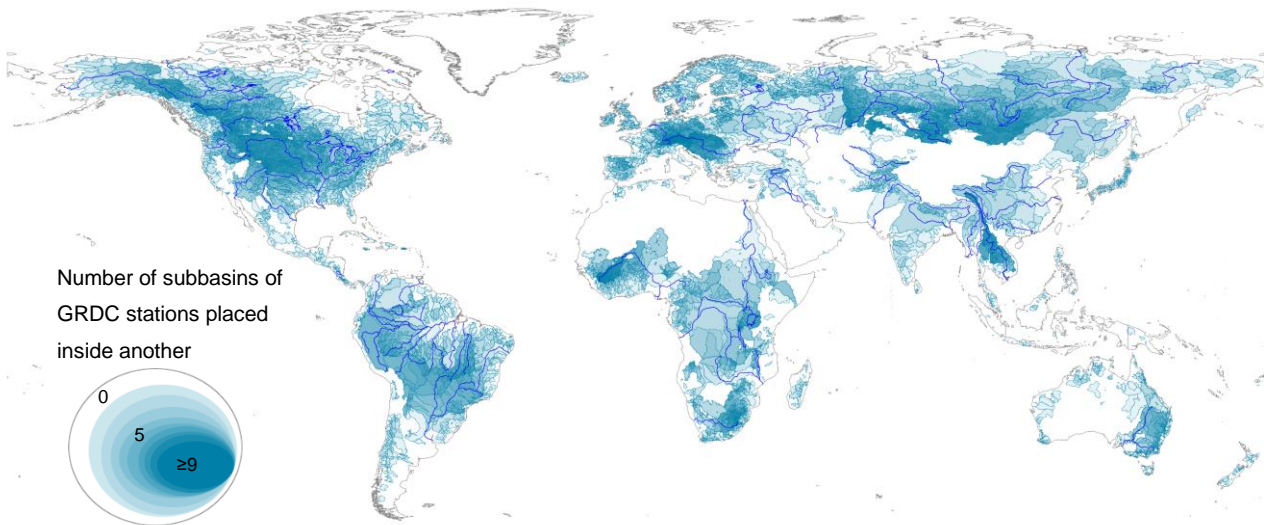 Number of subbasins of
GRDC stations placed
inside another
0
5
≥9